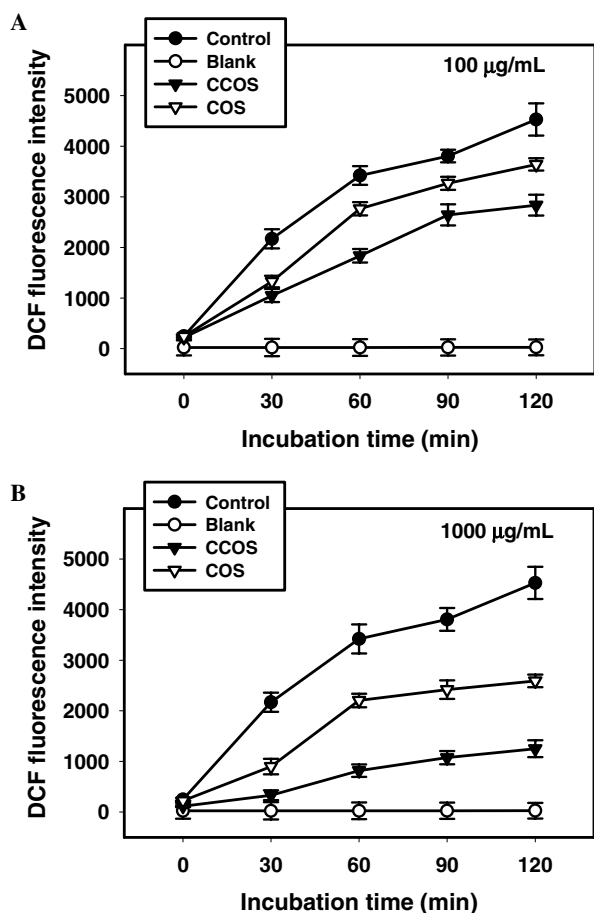 A
Control
Blank
CCOS
COS
100 μg/mL
DCF fluorescence intensity
5000
4000
3000
2000
1000
0
0 30 60 90 120
Incubation time (min)
B
Control
Blank
CCOS
COS
1000 μg/mL
DCF fluorescence intensity
5000
4000
3000
2000
1000
0
0 30 60 90 120
Incubation time (min)